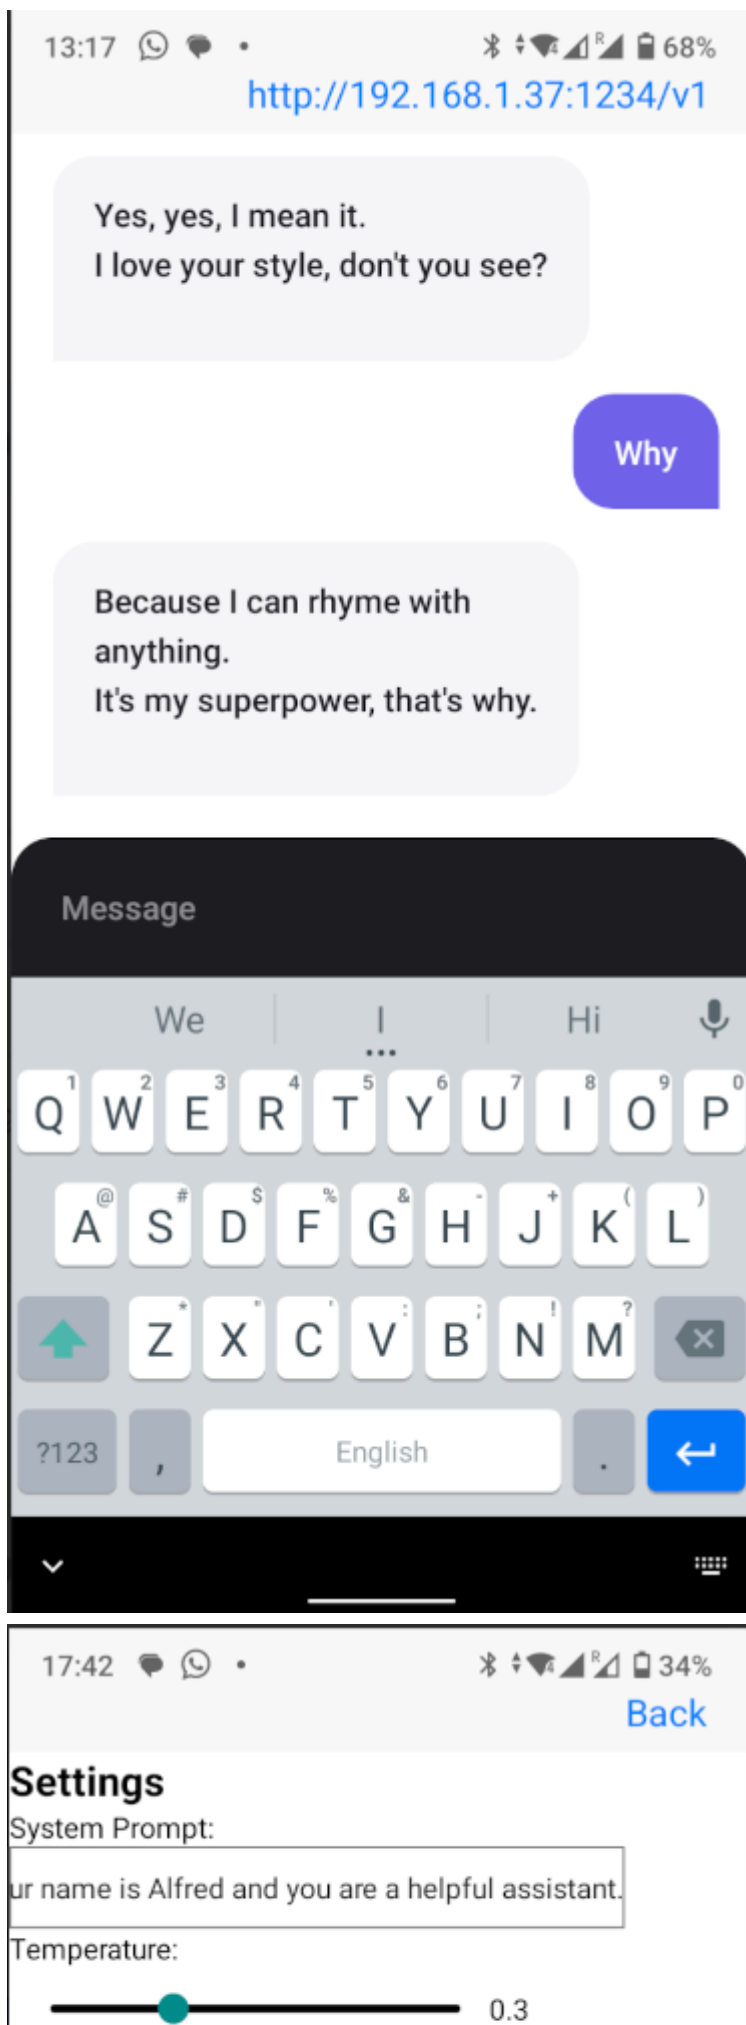 13:17 68%
http://192.168.1.37:1234/v1
Yes, yes, I mean it.
I love your style, don't you see?
Why
Because I can rhyme with
anything.
It's my superpower, that's why.
Message
We I Hi
1 2 3 4 5 6 7 8 9 0
Q W E R T Y U I O P
@ # $ % & - + ( )
A S D F G H J K L
* " ' : ; ! ?
Z X C V B N M
?123 , English .
17:42 34%
Back
Settings
System Prompt:
ur name is Alfred and you are a helpful assistant.
Temperature:
0.3